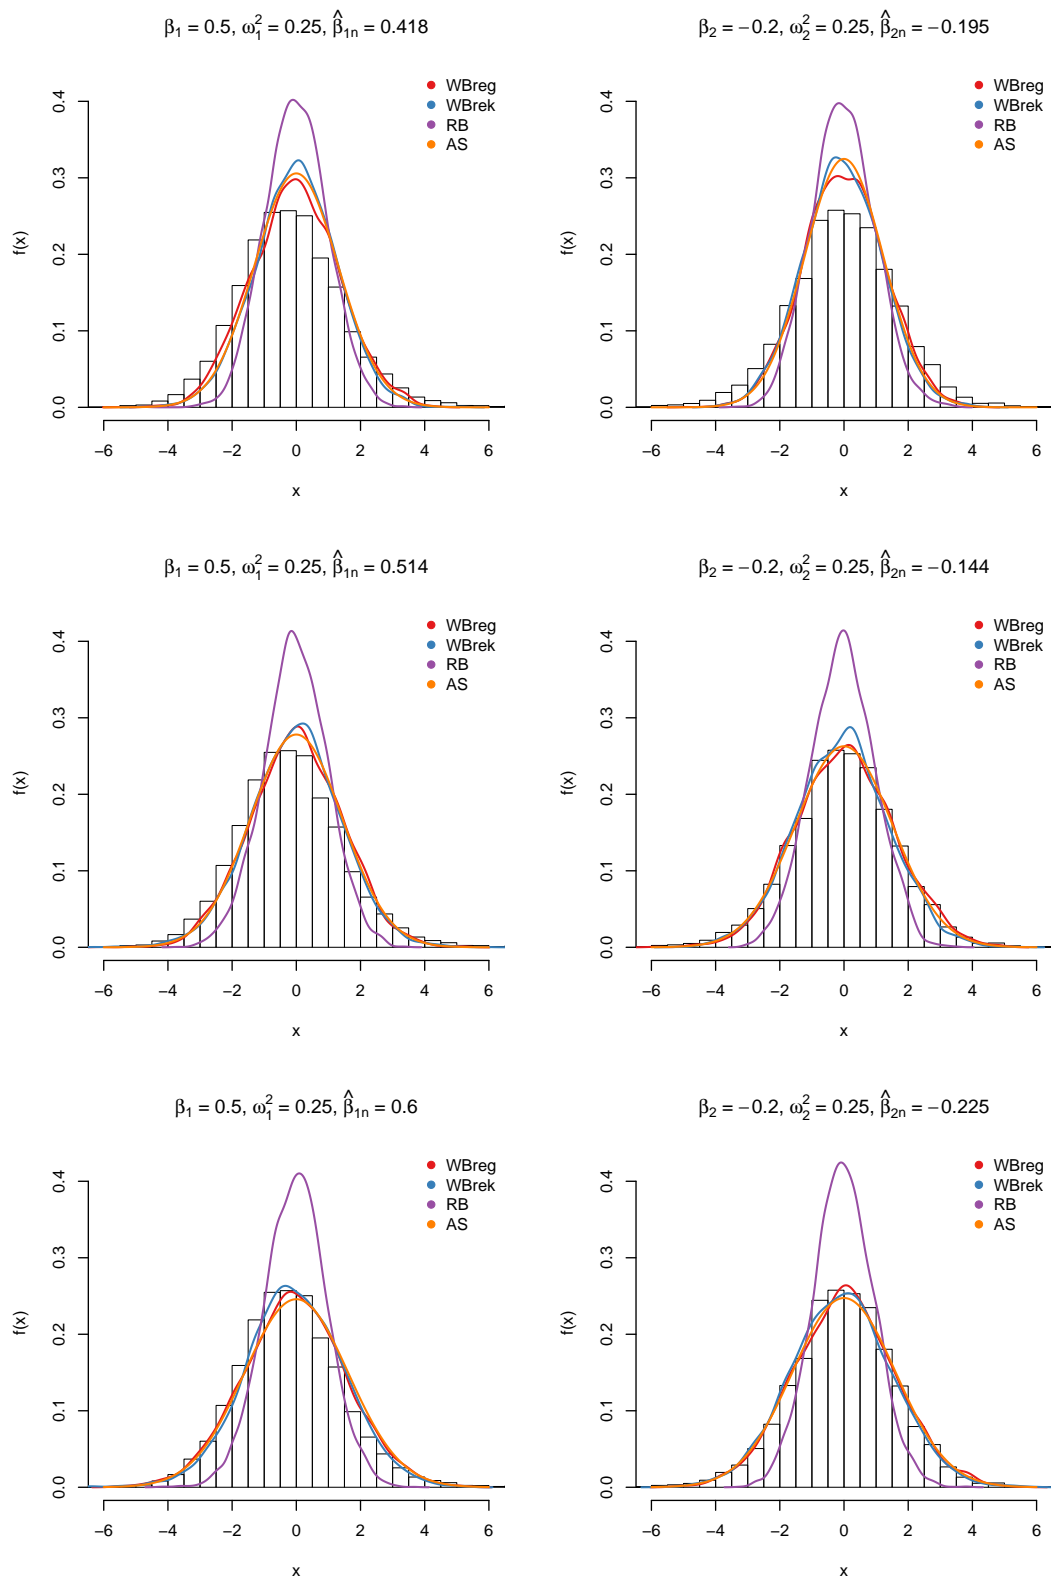 β₁ = 0.5, ω₁² = 0.25, β̂₁ₙ = 0.418
WBreg
WBrek
RB
AS
f(x)
0.4
0.3
0.2
0.1
0.0
−6 −4 −2 0 2 4 6
x
β₂ = −0.2, ω₂² = 0.25, β̂₂ₙ = −0.195
WBreg
WBrek
RB
AS
f(x)
0.4
0.3
0.2
0.1
0.0
−6 −4 −2 0 2 4 6
x
β₁ = 0.5, ω₁² = 0.25, β̂₁ₙ = 0.514
WBreg
WBrek
RB
AS
f(x)
0.4
0.3
0.2
0.1
0.0
−6 −4 −2 0 2 4 6
x
β₂ = −0.2, ω₂² = 0.25, β̂₂ₙ = −0.144
WBreg
WBrek
RB
AS
f(x)
0.4
0.3
0.2
0.1
0.0
−6 −4 −2 0 2 4 6
x
β₁ = 0.5, ω₁² = 0.25, β̂₁ₙ = 0.6
WBreg
WBrek
RB
AS
f(x)
0.4
0.3
0.2
0.1
0.0
−6 −4 −2 0 2 4 6
x
β₂ = −0.2, ω₂² = 0.25, β̂₂ₙ = −0.225
WBreg
WBrek
RB
AS
f(x)
0.4
0.3
0.2
0.1
0.0
−6 −4 −2 0 2 4 6
x